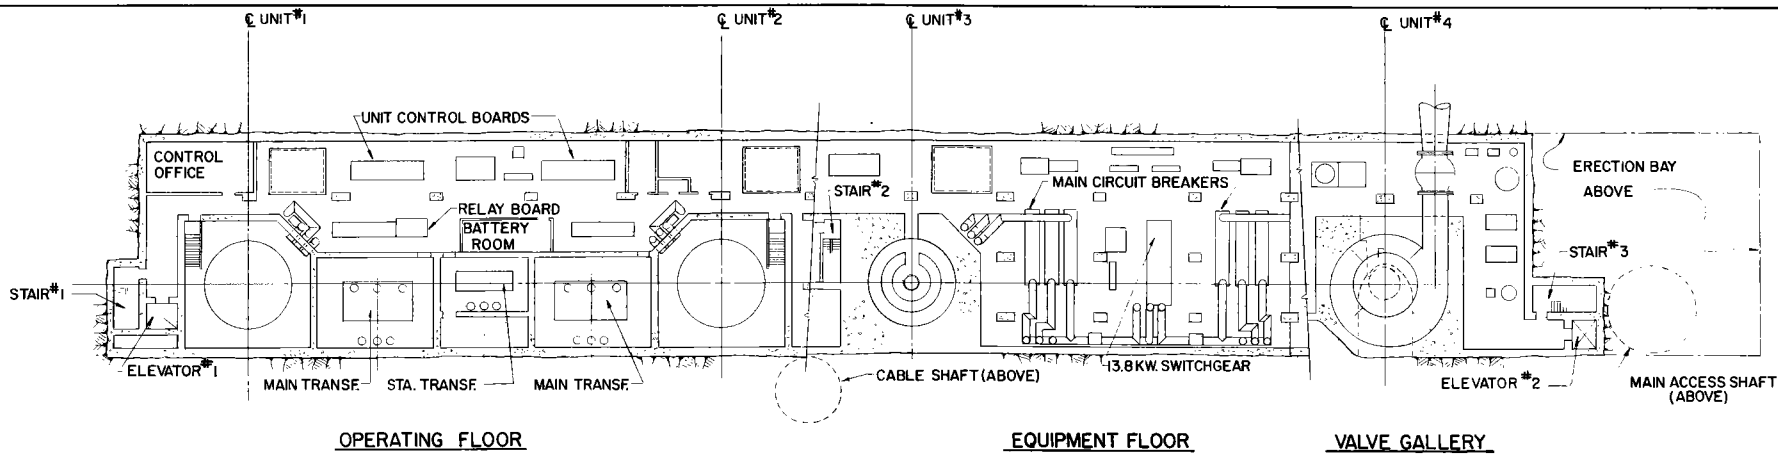 ℄ UNIT #1
℄ UNIT #2
℄ UNIT #3
℄ UNIT #4
UNIT CONTROL BOARDS
CONTROL
OFFICE
ERECTION BAY
ABOVE
STAIR #2
MAIN CIRCUIT BREAKERS
RELAY BOARD
BATTERY
ROOM
STAIR #3
STAIR #1
ELEVATOR #1
MAIN TRANSF.
STA. TRANSF.
MAIN TRANSF.
CABLE SHAFT (ABOVE)
13.8 KW. SWITCHGEAR
ELEVATOR #2
MAIN ACCESS SHAFT
(ABOVE)
OPERATING FLOOR
EQUIPMENT FLOOR
VALVE GALLERY